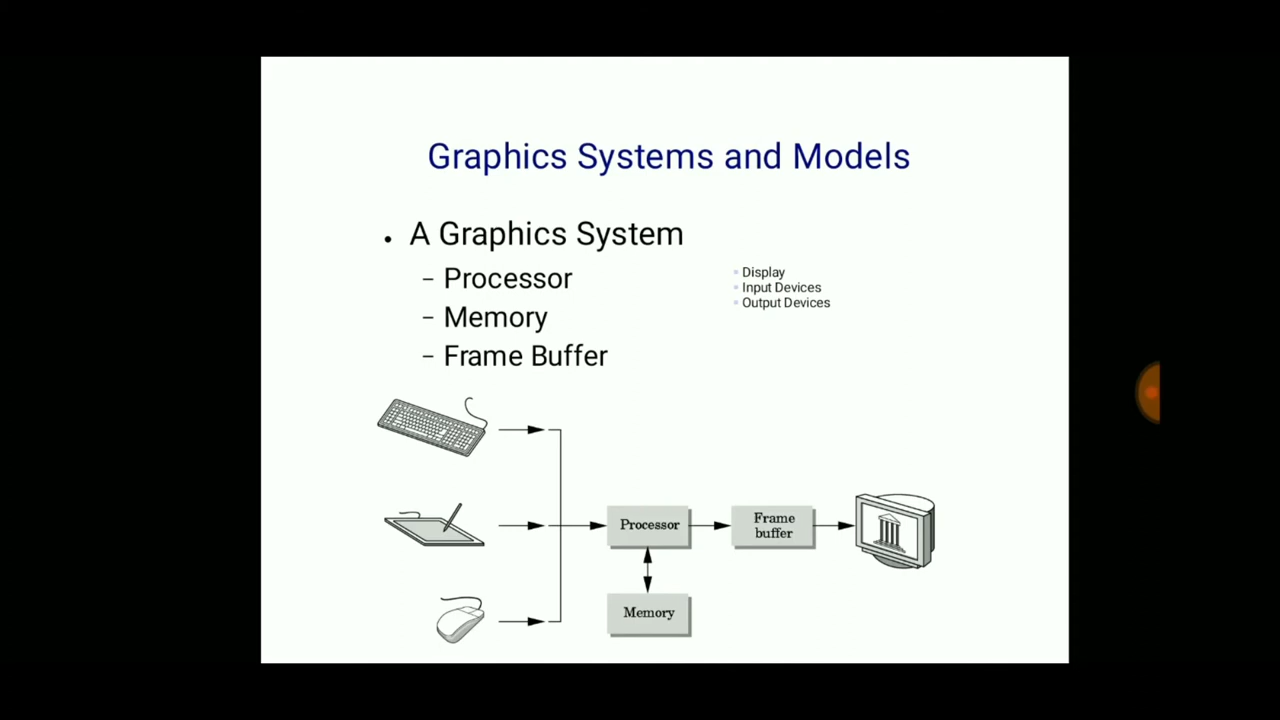 Graphics Systems and Models
• A Graphics System
– Processor
– Memory
– Frame Buffer
• Display
• Input Devices
• Output Devices
Processor
Frame
buffer
Memory